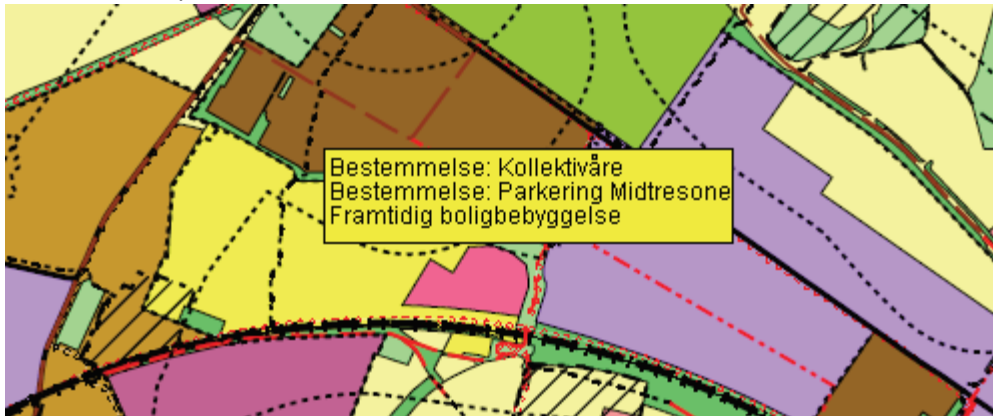 Bestemmelse: Kollektivåre
Bestemmelse: Parkering Midtresone
Framtidig boligbebyggelse